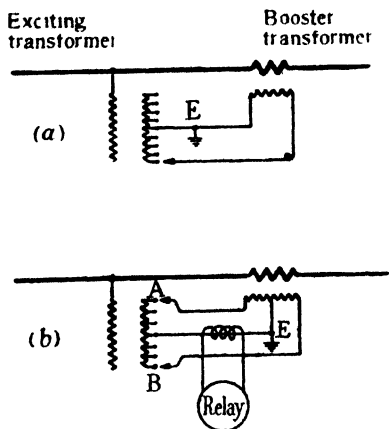 Exciting
transformer
Booster
transformer
E
(a)
A
(b)
E
B
Relay